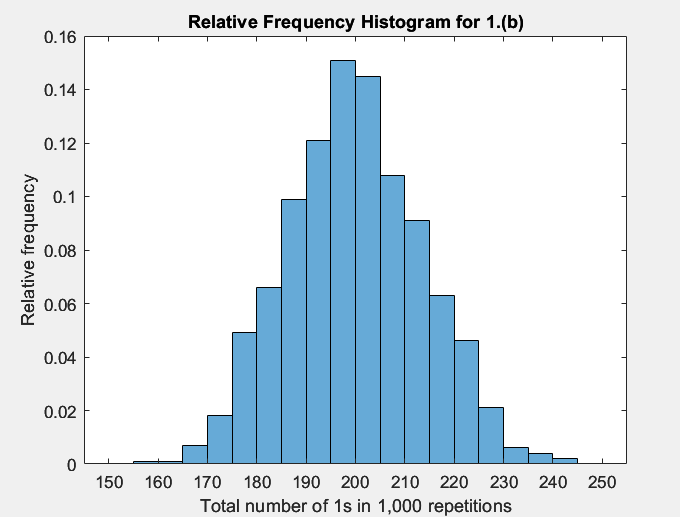 Relative Frequency Histogram for 1.(b)
0.16
0.14
0.12
0.1
0.08
0.06
0.04
0.02
0
Relative frequency
150 160 170 180 190 200 210 220 230 240 250
Total number of 1s in 1,000 repetitions